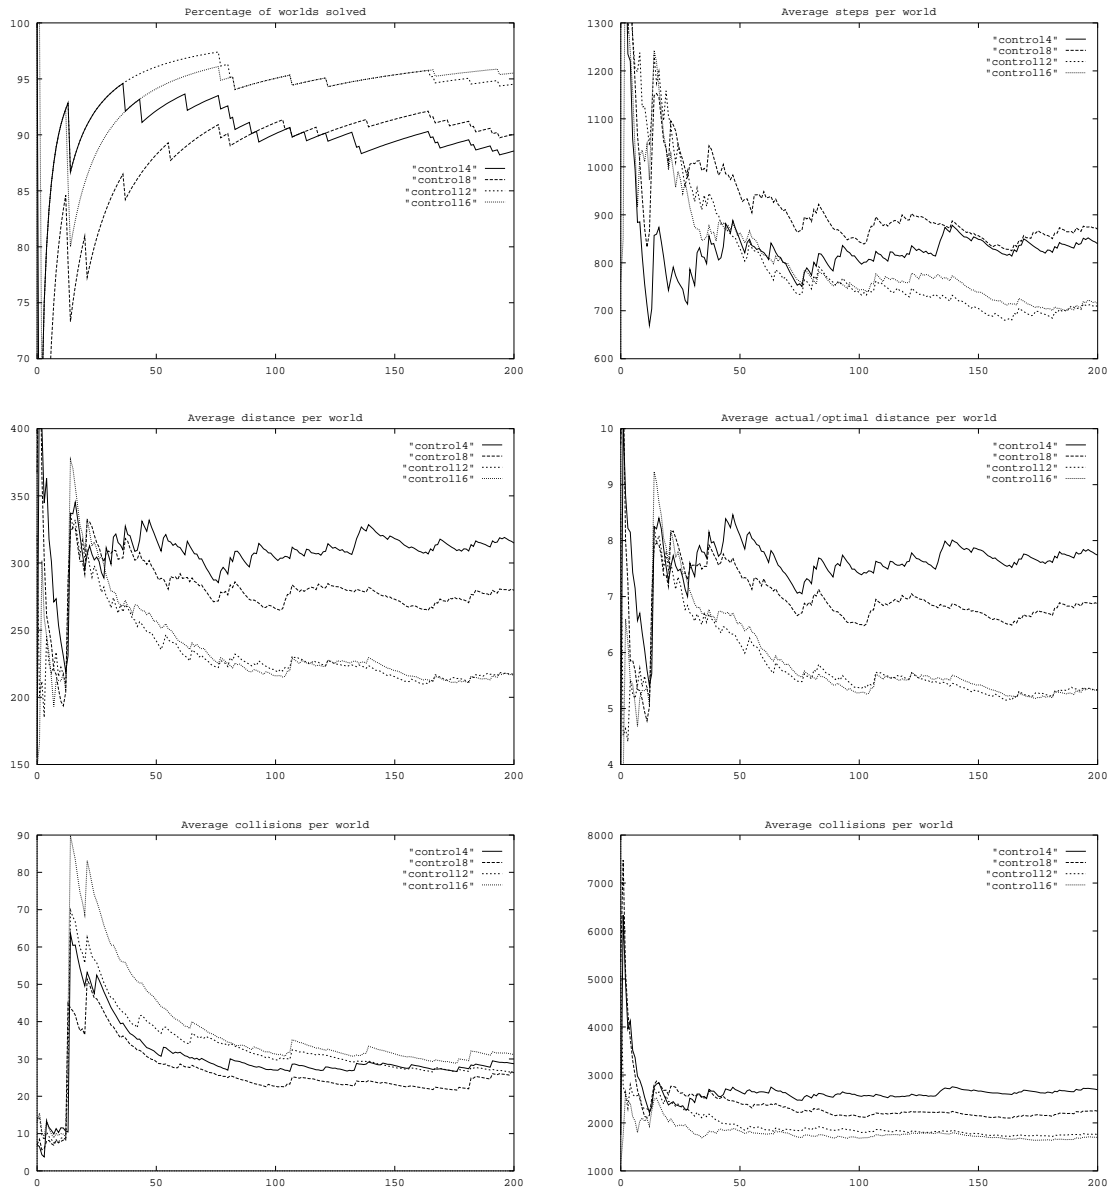 Percentage of worlds solved
100
95
90
85
80
75
70
0 50 100 150 200
"control4"
"control8"
"control12"
"control16"
Average steps per world
1300
1200
1100
1000
900
800
700
600
0 50 100 150 200
"control4"
"control8"
"control12"
"control16"
Average distance per world
400
350
300
250
200
150
0 50 100 150 200
"control4"
"control8"
"control12"
"control16"
Average actual/optimal distance per world
10
9
8
7
6
5
4
0 50 100 150 200
"control4"
"control8"
"control12"
"control16"
Average collisions per world
90
80
70
60
50
40
30
20
10
0
0 50 100 150 200
"control4"
"control8"
"control12"
"control16"
Average collisions per world
8000
7000
6000
5000
4000
3000
2000
1000
0 50 100 150 200
"control4"
"control8"
"control12"
"control16"